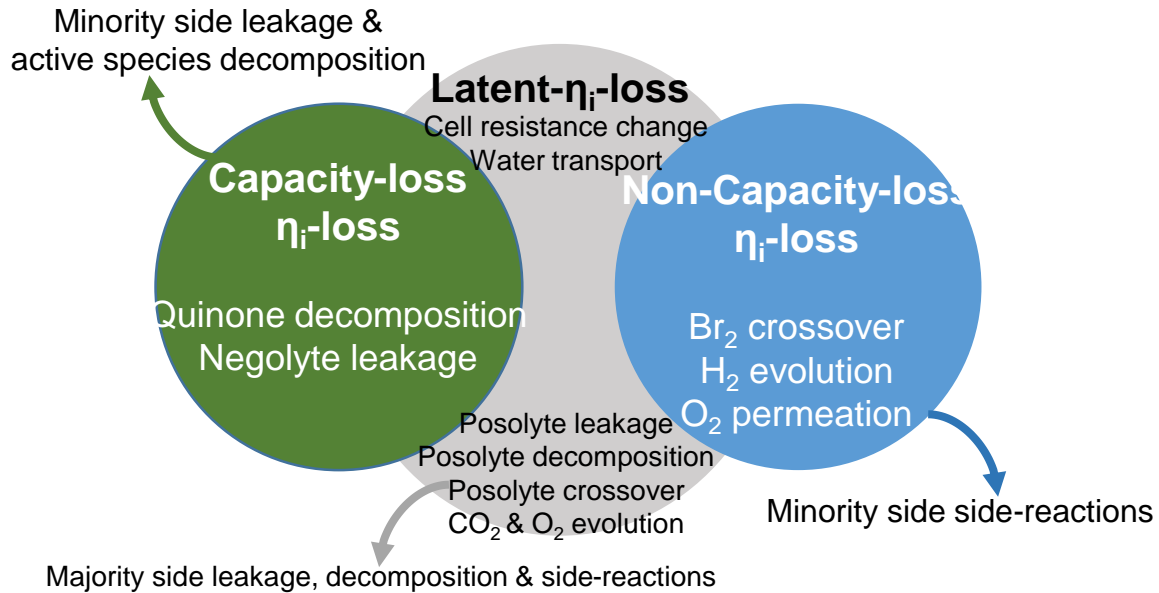 Minority side leakage &
active species decomposition
Latent-ηᵢ-loss
Cell resistance change
Water transport
Capacity-loss
ηᵢ-loss
Quinone decomposition
Negolyte leakage
Non-Capacity-loss
ηᵢ-loss
Br₂ crossover
H₂ evolution
O₂ permeation
Posolyte leakage
Posolyte decomposition
Posolyte crossover
CO₂ & O₂ evolution
Minority side side-reactions
Majority side leakage, decomposition & side-reactions